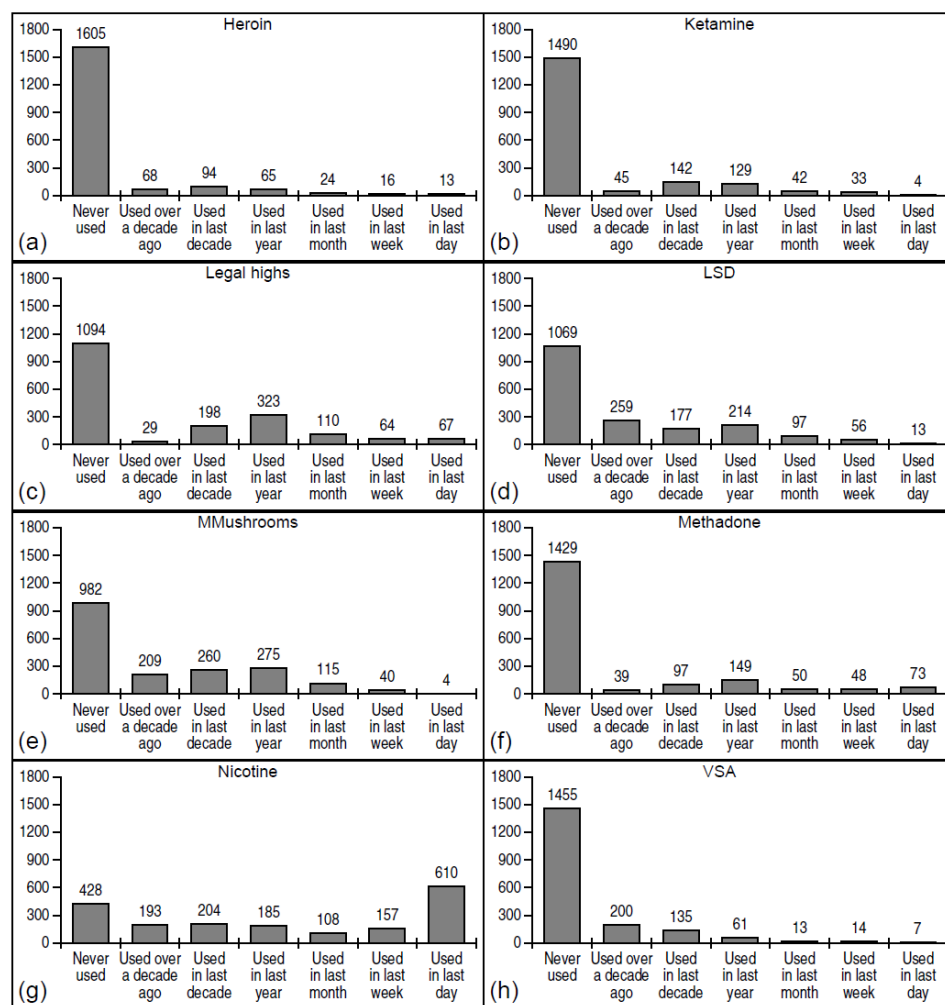 Heroin
1800
1500
1200
900
600
300
0
1605
68
94
65
24
16
13
Never used
Used over a decade ago
Used in last decade
Used in last year
Used in last month
Used in last week
Used in last day
(a)
Ketamine
1800
1500
1200
900
600
300
0
1490
45
142
129
42
33
4
Never used
Used over a decade ago
Used in last decade
Used in last year
Used in last month
Used in last week
Used in last day
(b)
Legal highs
1800
1500
1200
900
600
300
0
1094
29
198
323
110
64
67
Never used
Used over a decade ago
Used in last decade
Used in last year
Used in last month
Used in last week
Used in last day
(c)
LSD
1800
1500
1200
900
600
300
0
1069
259
177
214
97
56
13
Never used
Used over a decade ago
Used in last decade
Used in last year
Used in last month
Used in last week
Used in last day
(d)
MMushrooms
1800
1500
1200
900
600
300
0
982
209
260
275
115
40
4
Never used
Used over a decade ago
Used in last decade
Used in last year
Used in last month
Used in last week
Used in last day
(e)
Methadone
1800
1500
1200
900
600
300
0
1429
39
97
149
50
48
73
Never used
Used over a decade ago
Used in last decade
Used in last year
Used in last month
Used in last week
Used in last day
(f)
Nicotine
1800
1500
1200
900
600
300
0
428
193
204
185
108
157
610
Never used
Used over a decade ago
Used in last decade
Used in last year
Used in last month
Used in last week
Used in last day
(g)
VSA
1800
1500
1200
900
600
300
0
1455
200
135
61
13
14
7
Never used
Used over a decade ago
Used in last decade
Used in last year
Used in last month
Used in last week
Used in last day
(h)